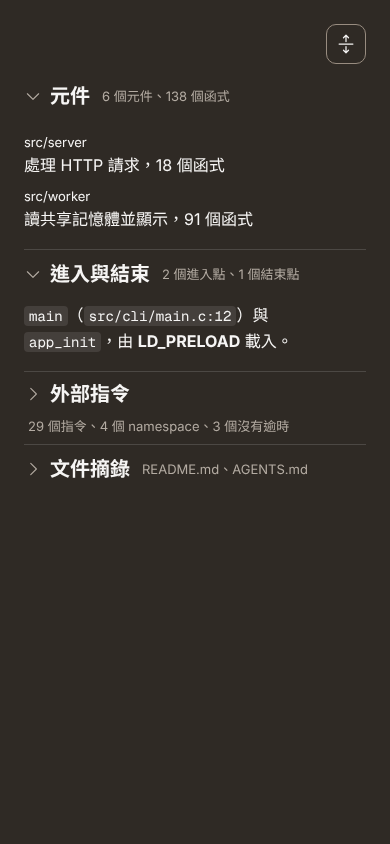 元件 6 個元件、138 個函式
src/server
處理 HTTP 請求，18 個函式
src/worker
讀共享記憶體並顯示，91 個函式
進入與結束 2 個進入點、1 個結束點
main（src/cli/main.c:12）與
app_init，由 LD_PRELOAD 載入。
外部指令
29 個指令、4 個 namespace、3 個沒有逾時
文件摘錄 README.md、AGENTS.md